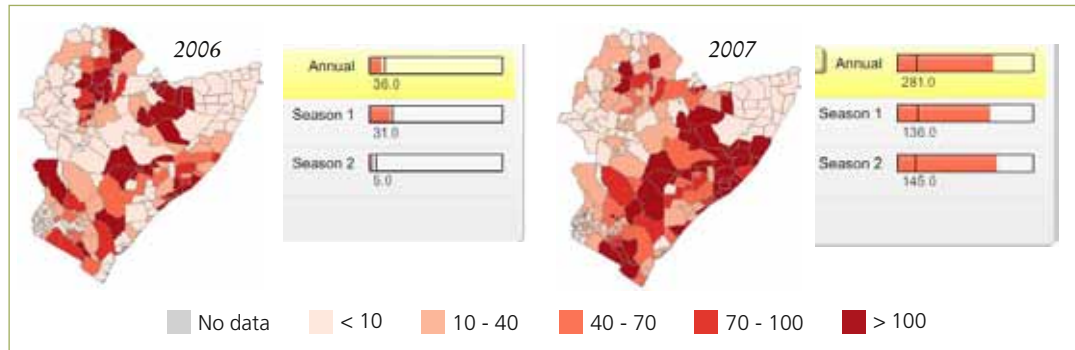 2006
Annual
36.0
Season 1
31.0
Season 2
5.0
2007
Annual
281.0
Season 1
136.0
Season 2
145.0
No data
< 10
10 - 40
40 - 70
70 - 100
> 100